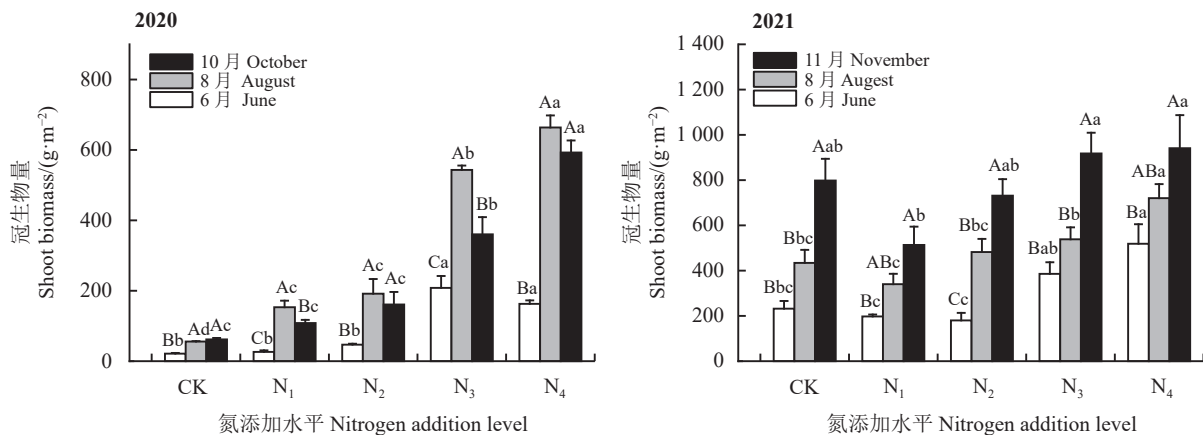 2020
10 月 October
8 月 August
6 月 June
800
600
400
200
0
冠生物量
Shoot biomass/(g·m⁻²)
Bb Ad Ac
Cb Ac Bc
Bb Ac Ac
Ca Ab Bb
Ba Aa Aa
CK N₁ N₂ N₃ N₄
氮添加水平 Nitrogen addition level
2021
11 月 November
8 月 Augest
6 月 June
1 400
1 200
1 000
800
600
400
200
0
冠生物量
Shoot biomass/(g·m⁻²)
Bbc Bbc Aab
Bc ABc Ab
Cc Bbc Aab
Bab Bb Aa
Ba ABa Aa
CK N₁ N₂ N₃ N₄
氮添加水平 Nitrogen addition level